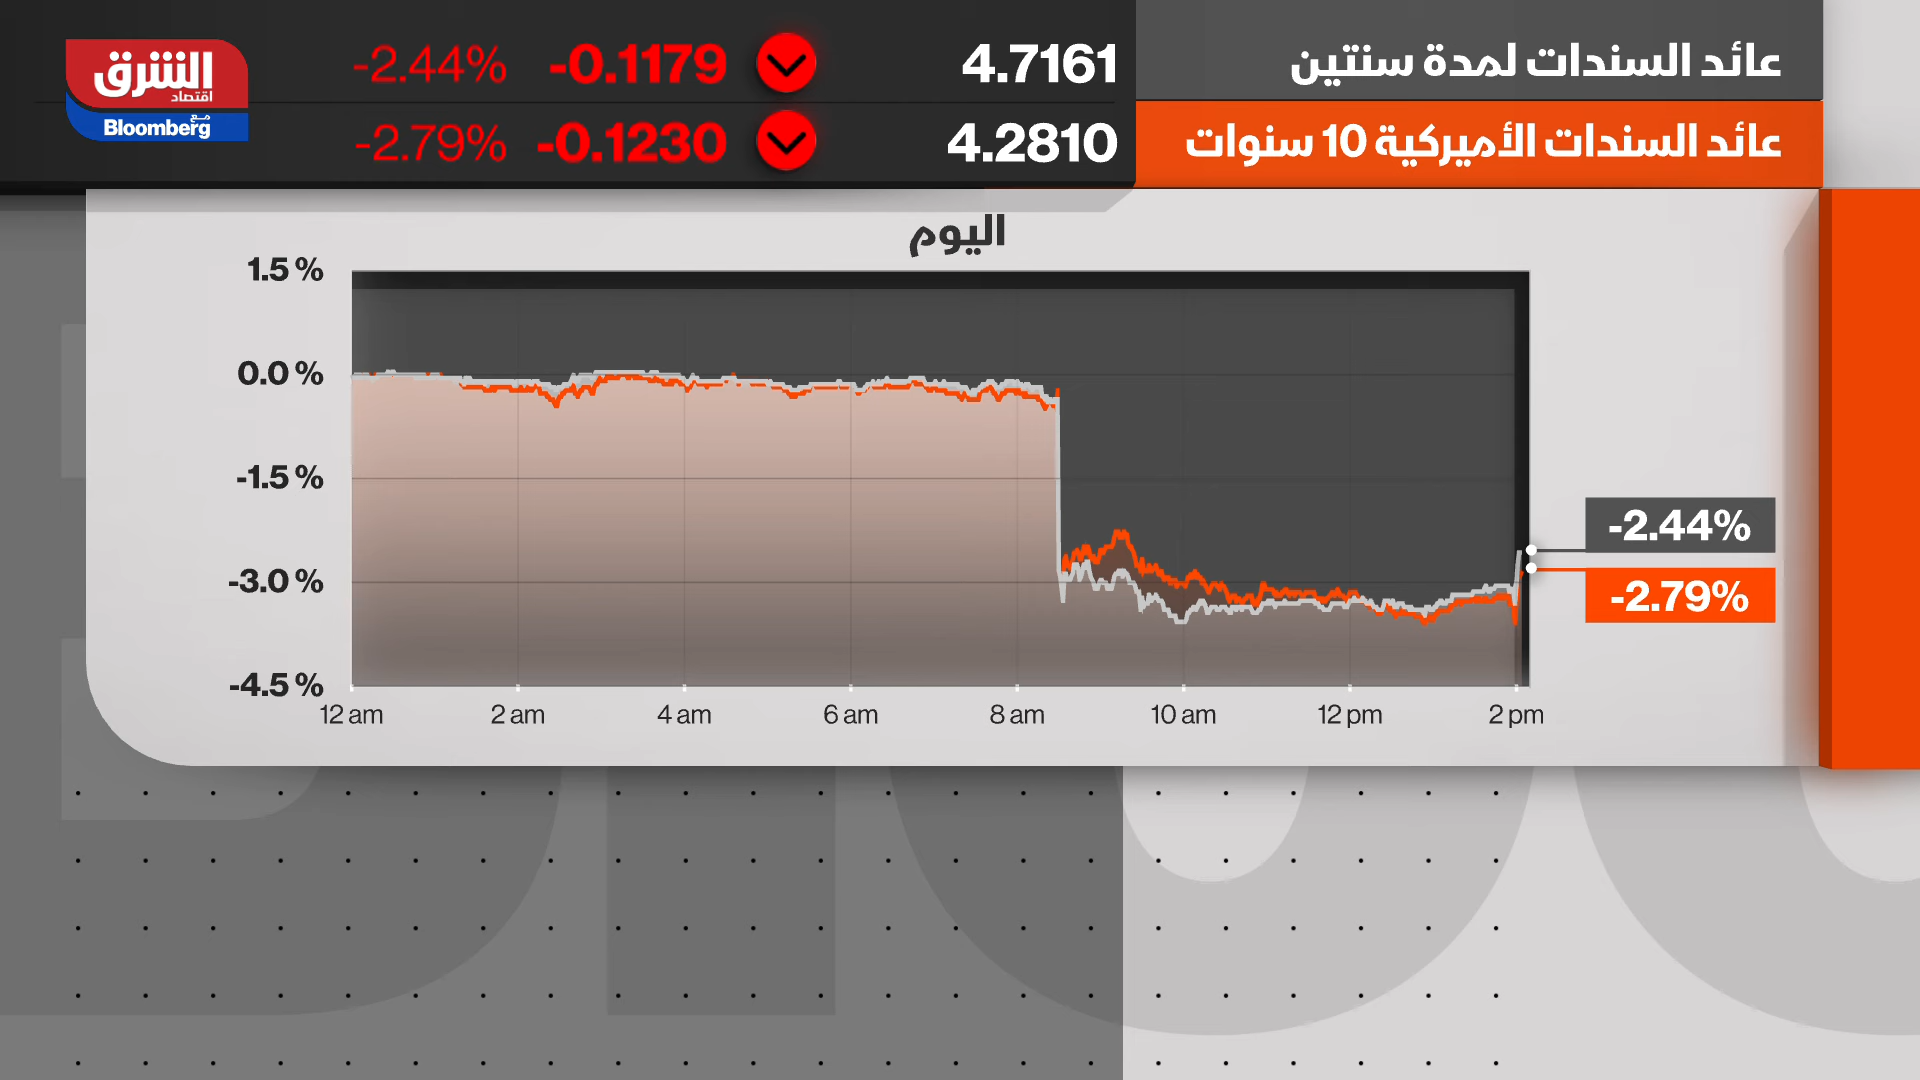 الشرق
اقتصاد
مع
Bloomberg
عائد السندات لمدة سنتين 4.7161 -0.1179 -2.44%
عائد السندات الأميركية 10 سنوات 4.2810 -0.1230 -2.79%
اليوم
1.5 %
0.0 %
-1.5 %
-3.0 %
-4.5 %
12 am 2 am 4 am 6 am 8 am 10 am 12 pm 2 pm
-2.44%
-2.79%